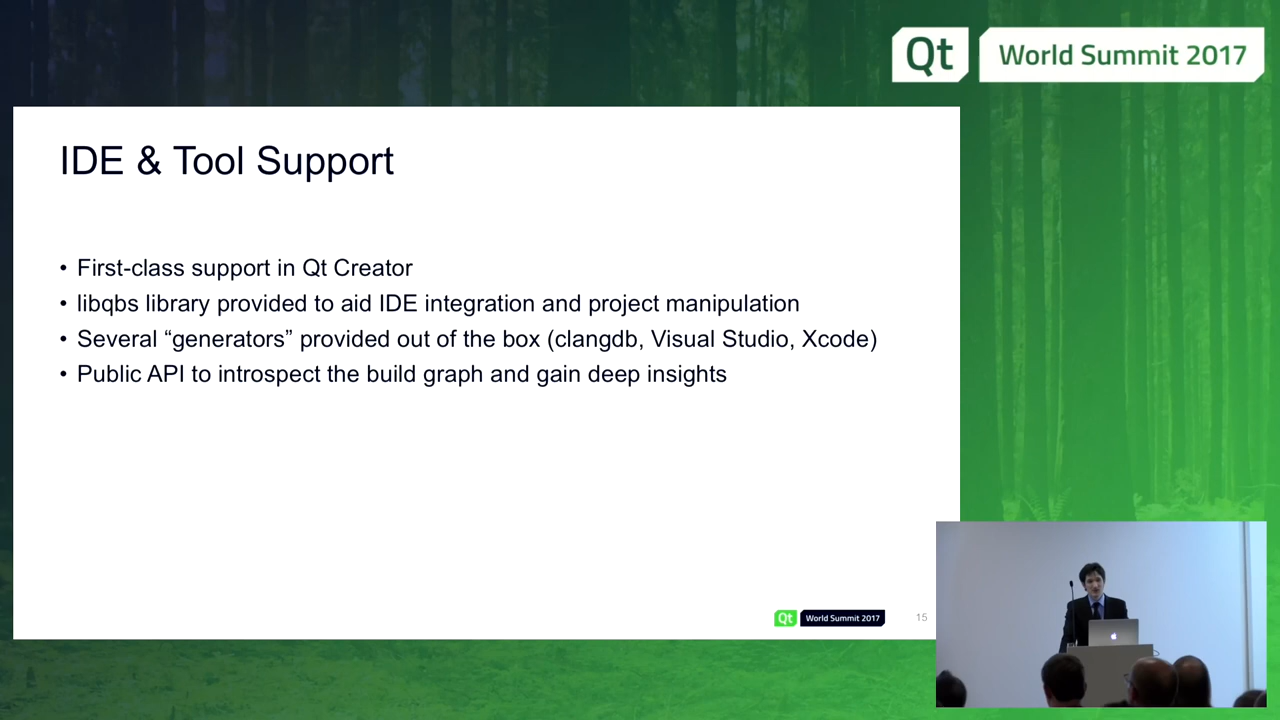 Qt World Summit 2017
IDE & Tool Support
• First-class support in Qt Creator
• libqbs library provided to aid IDE integration and project manipulation
• Several “generators” provided out of the box (clangdb, Visual Studio, Xcode)
• Public API to introspect the build graph and gain deep insights
Qt World Summit 2017 15